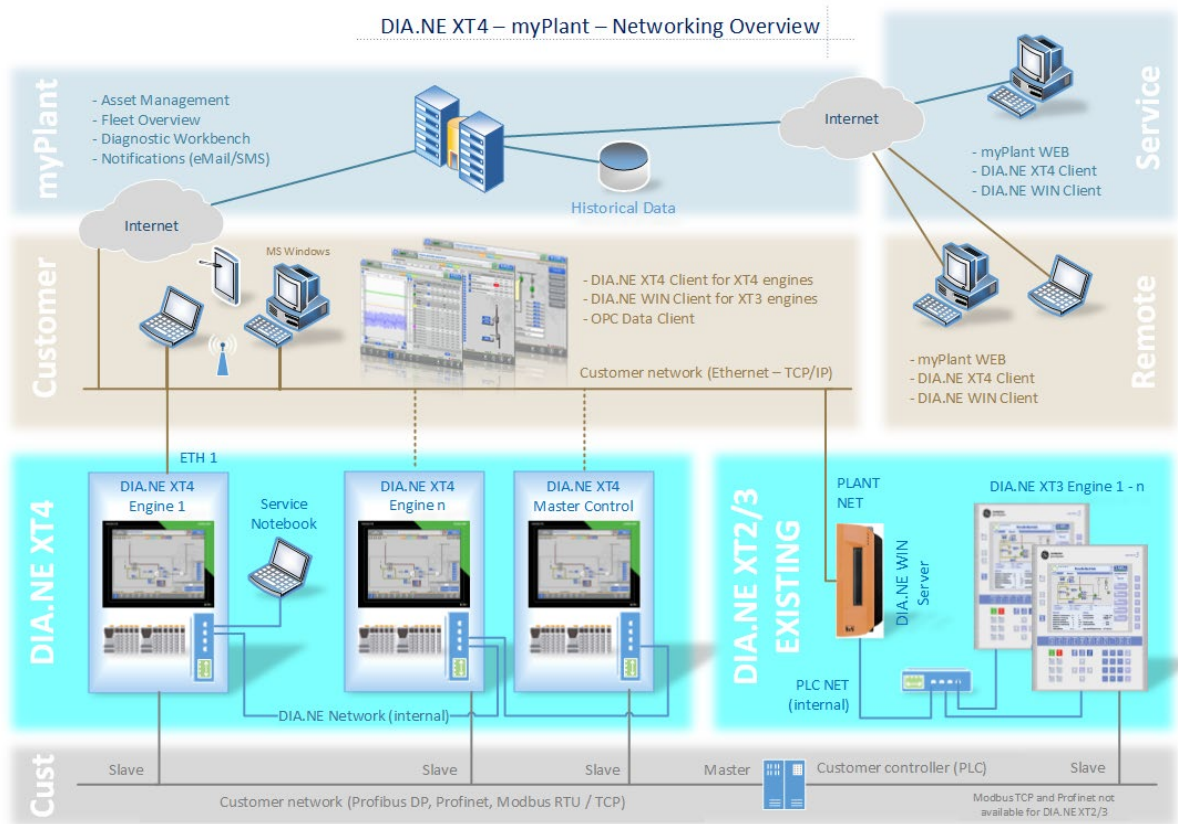 DIA.NE XT4 – myPlant – Networking Overview
myPlant
- Asset Management
- Fleet Overview
- Diagnostic Workbench
- Notifications (eMail/SMS)
Internet
Historical Data
Internet
Service
- myPlant WEB
- DIA.NE XT4 Client
- DIA.NE WIN Client
Customer
MS Windows
- DIA.NE XT4 Client for XT4 engines
- DIA.NE WIN Client for XT3 engines
- OPC Data Client
Customer network (Ethernet – TCP/IP)
Remote
- myPlant WEB
- DIA.NE XT4 Client
- DIA.NE WIN Client
DIA.NE XT4
ETH 1
DIA.NE XT4
Engine 1
Service
Notebook
DIA.NE XT4
Engine n
DIA.NE XT4
Master Control
DIA.NE Network (internal)
DIA.NE XT2/3
EXISTING
PLANT
NET
DIA.NE WIN
Server
DIA.NE XT3 Engine 1 - n
PLC NET
(internal)
Cust
Slave
Slave
Slave
Master
Customer controller (PLC)
Slave
Customer network (Profibus DP, Profinet, Modbus RTU / TCP)
Modbus TCP and Profinet not
available for DIA.NE XT2/3